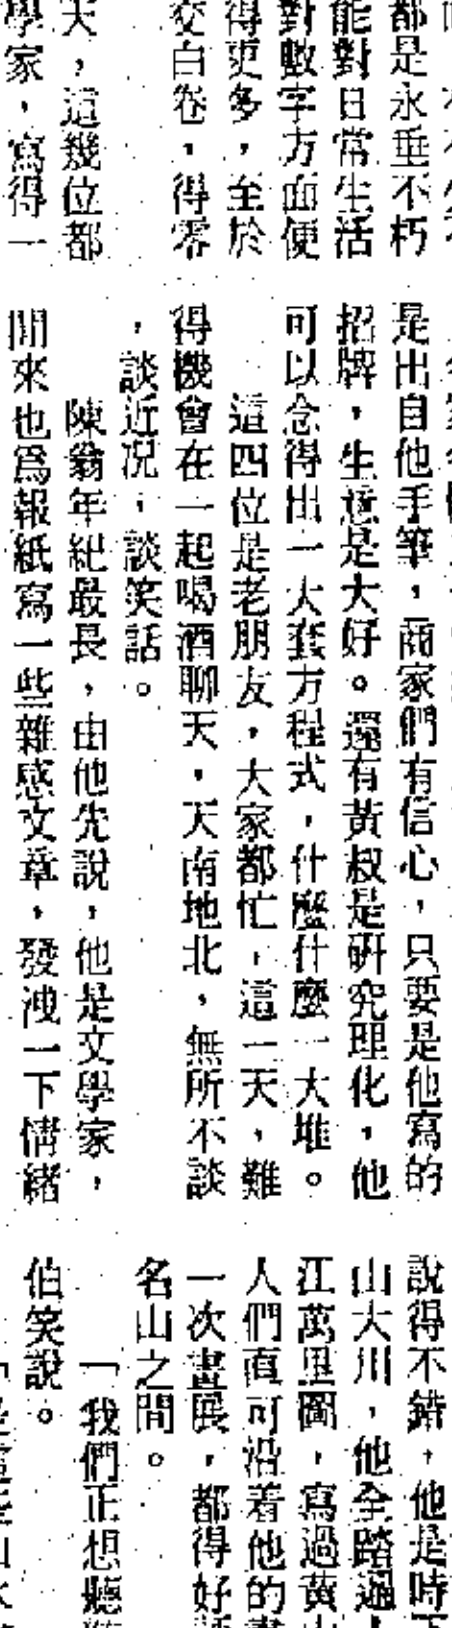 都是永垂不朽
能對日常生活
對數字方面便
得更多，至於
交白卷，得零
天，這幾位都
學家，寫得一
是出自他手筆，商家們有信心，只要是他寫的
招牌，生意是大好。還有黃叔是研究理化，他
可以念得出一大套方程式，什麼什麼一大堆。
這四位是老朋友，大家都忙，這一天，難
得機會在一起喝酒聊天，天南地北，無所不談
，談近況，談笑話。
陳翁年紀最長，由他先說，他是文學家，
閒來也爲報紙寫一些雜感文章，發洩一下情緒
說得不錯，他是時
山大川，他全踏過
江萬里圖，寫過黃山
人們直可沿着他的畫
一次畫展，都得好
名山之間。
「我們正想聽
伯笑說。